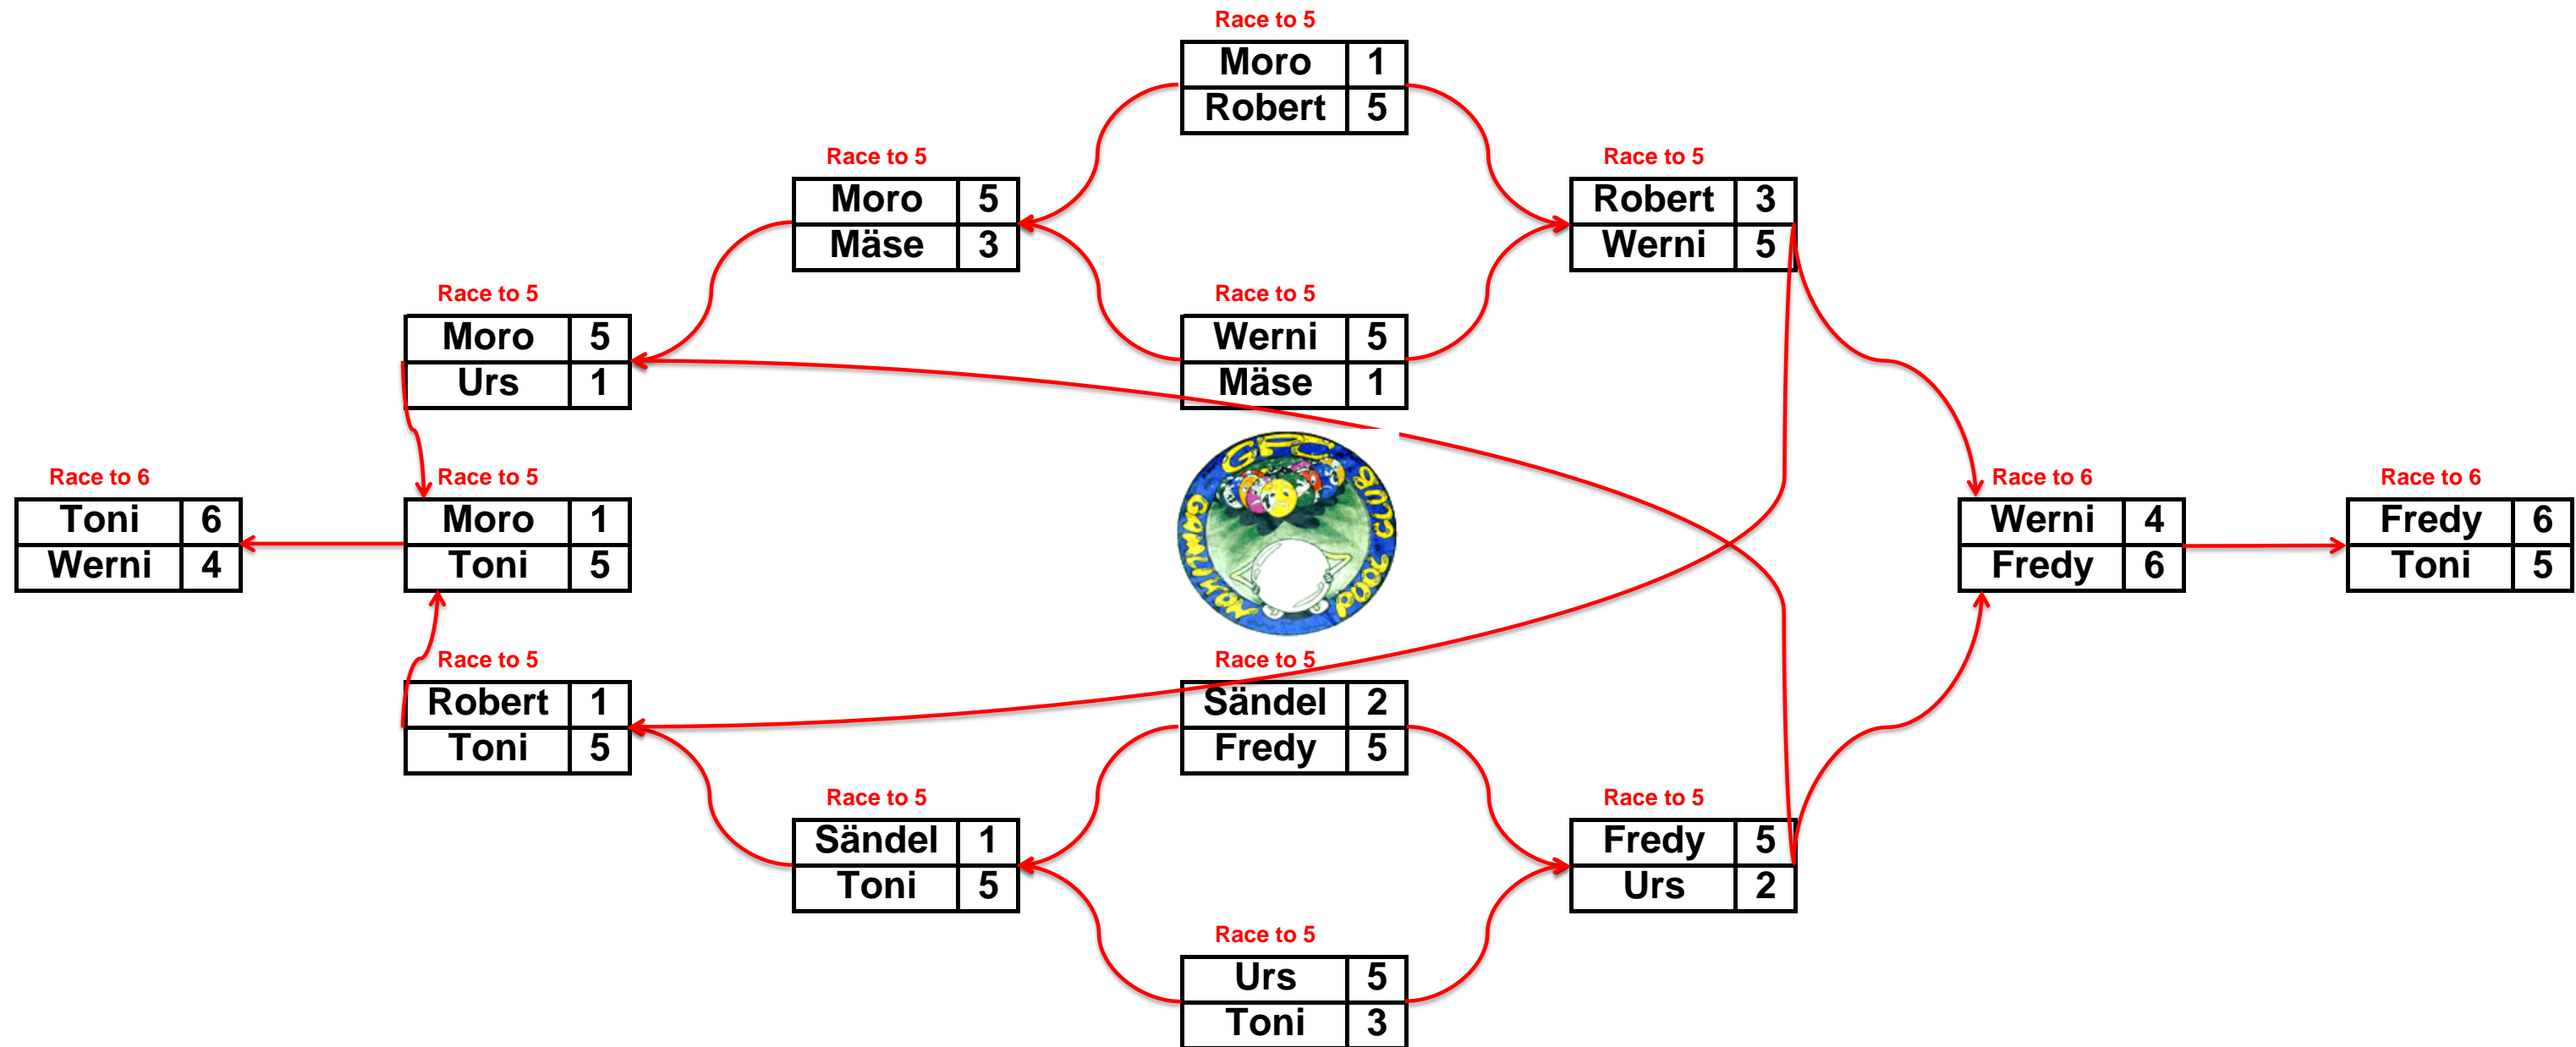 Race to 5
Moro 1
Robert 5
Race to 5
Moro 5
Mäse 3
Race to 5
Robert 3
Werni 5
Race to 5
Moro 5
Urs 1
Race to 5
Werni 5
Mäse 1
GPC
GAMLINON POOL CLUB
Race to 6
Toni 6
Werni 4
Race to 5
Moro 1
Toni 5
Race to 6
Werni 4
Fredy 6
Race to 6
Fredy 6
Toni 5
Race to 5
Robert 1
Toni 5
Race to 5
Sändel 2
Fredy 5
Race to 5
Sändel 1
Toni 5
Race to 5
Fredy 5
Urs 2
Race to 5
Urs 5
Toni 3